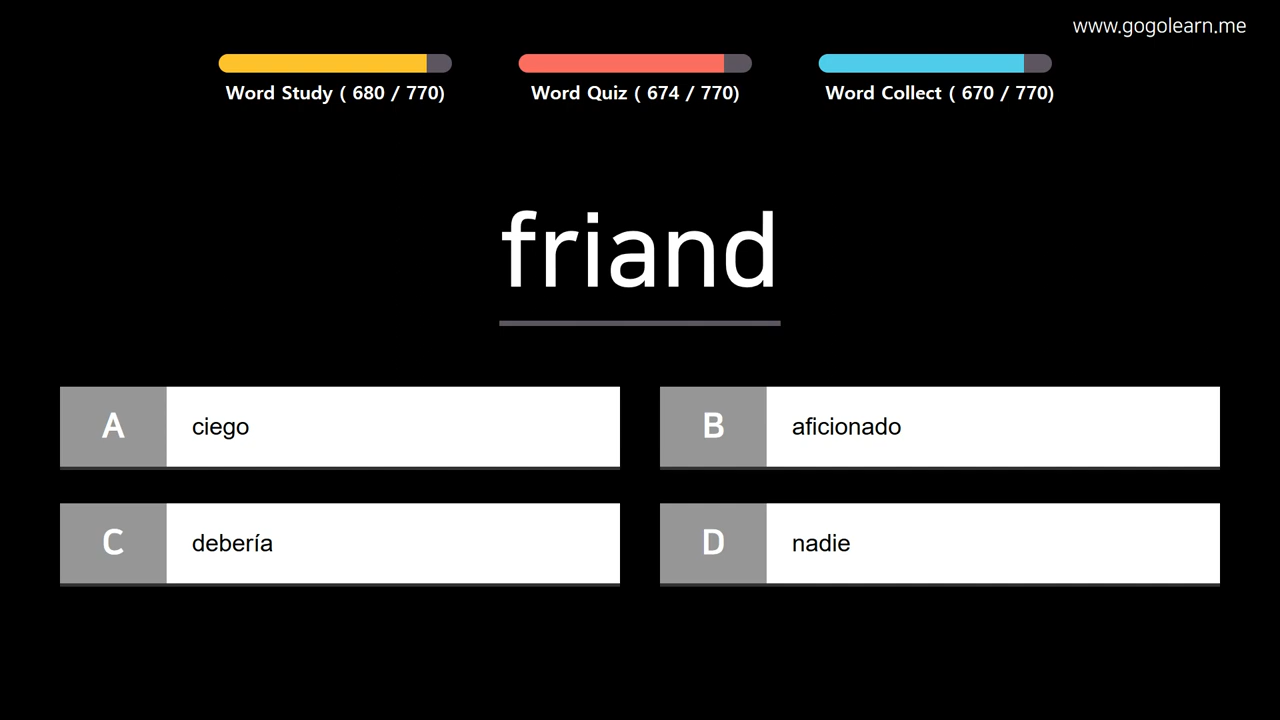 www.gogolearn.me
Word Study ( 680 / 770)
Word Quiz ( 674 / 770)
Word Collect ( 670 / 770)
friand
A ciego
B aficionado
C debería
D nadie